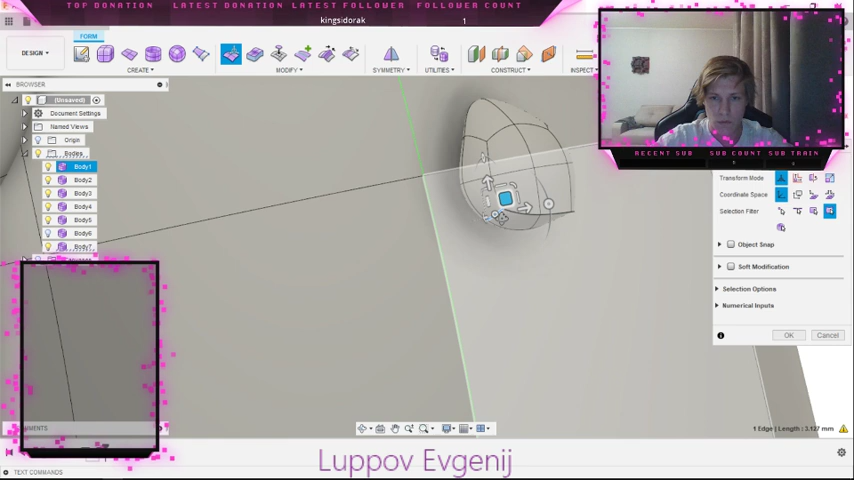 TOP DONATION LATEST DONATION LATEST FOLLOWER FOLLOWER COUNT
kingsidorak 1
FORM
DESIGN
CREATE
MODIFY
SYMMETRY
UTILITIES
CONSTRUCT
INSPECT
BROWSER
(Unsaved)
Document Settings
Named Views
Origin
Bodies
Body1
Body2
Body3
Body4
Body5
Body6
Body7
RECENT SUB SUB COUNT SUB TRAIN
Transform Mode
Coordinate Space
Selection Filter
Object Snap
Soft Modification
Selection Options
Numerical Inputs
OK Cancel
1 Edge | Length : 3.127 mm
Luppov Evgenij
TEXT COMMANDS